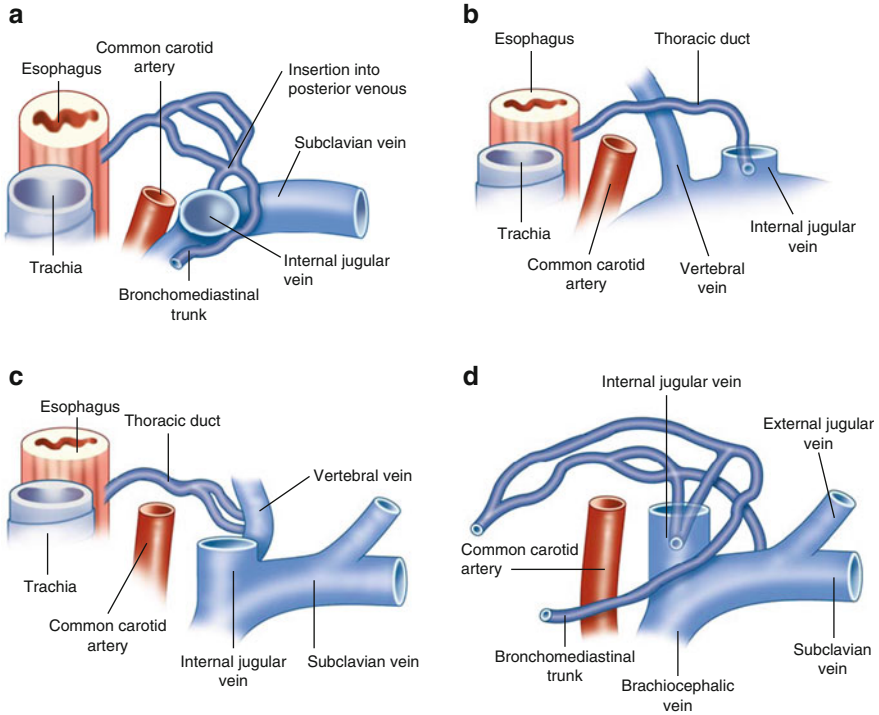 a
Common carotid
artery
Esophagus
Insertion into
posterior venous
Subclavian vein
Trachia
Internal jugular
vein
Bronchomediastinal
trunk
b
Esophagus
Thoracic duct
Trachia
Internal jugular
vein
Common carotid
artery
Vertebral
vein
c
Esophagus
Thoracic duct
Vertebral vein
Trachia
Common carotid
artery
Internal jugular
vein
Subclavian vein
d
Internal jugular vein
External jugular
vein
Common carotid
artery
Bronchomediastinal
trunk
Brachiocephalic
vein
Subclavian
vein